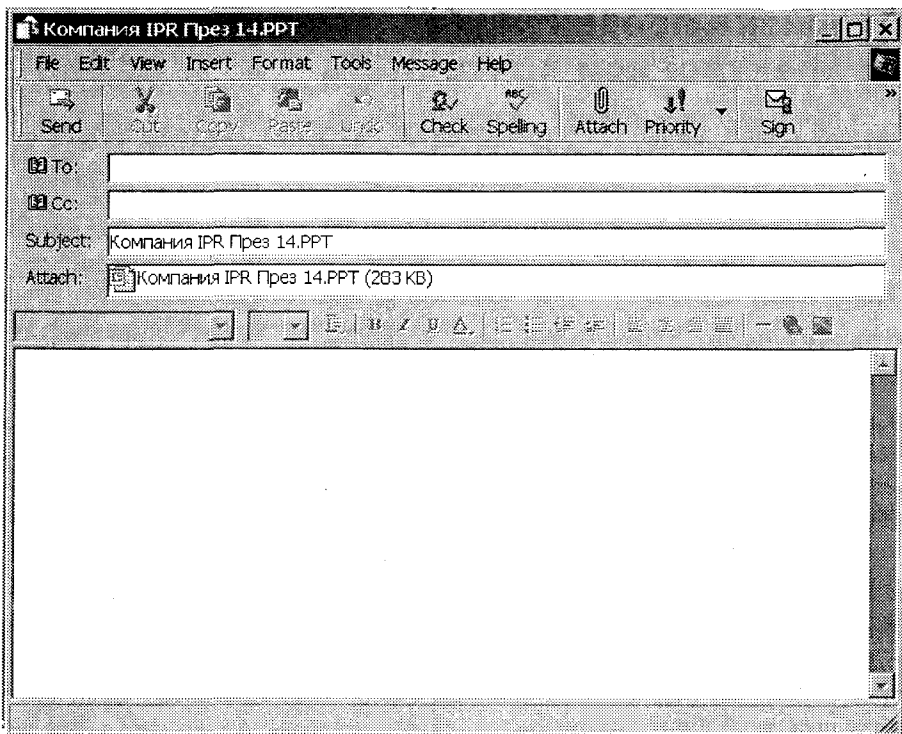 Компания IPR През 14.PPT
File Edit View Insert Format Tools Message Help
Send Cut Copy Paste Undo Check Spelling Attach Priority Sign
To:
Cc:
Subject: Компания IPR През 14.PPT
Attach: Компания IPR През 14.PPT (283 KB)